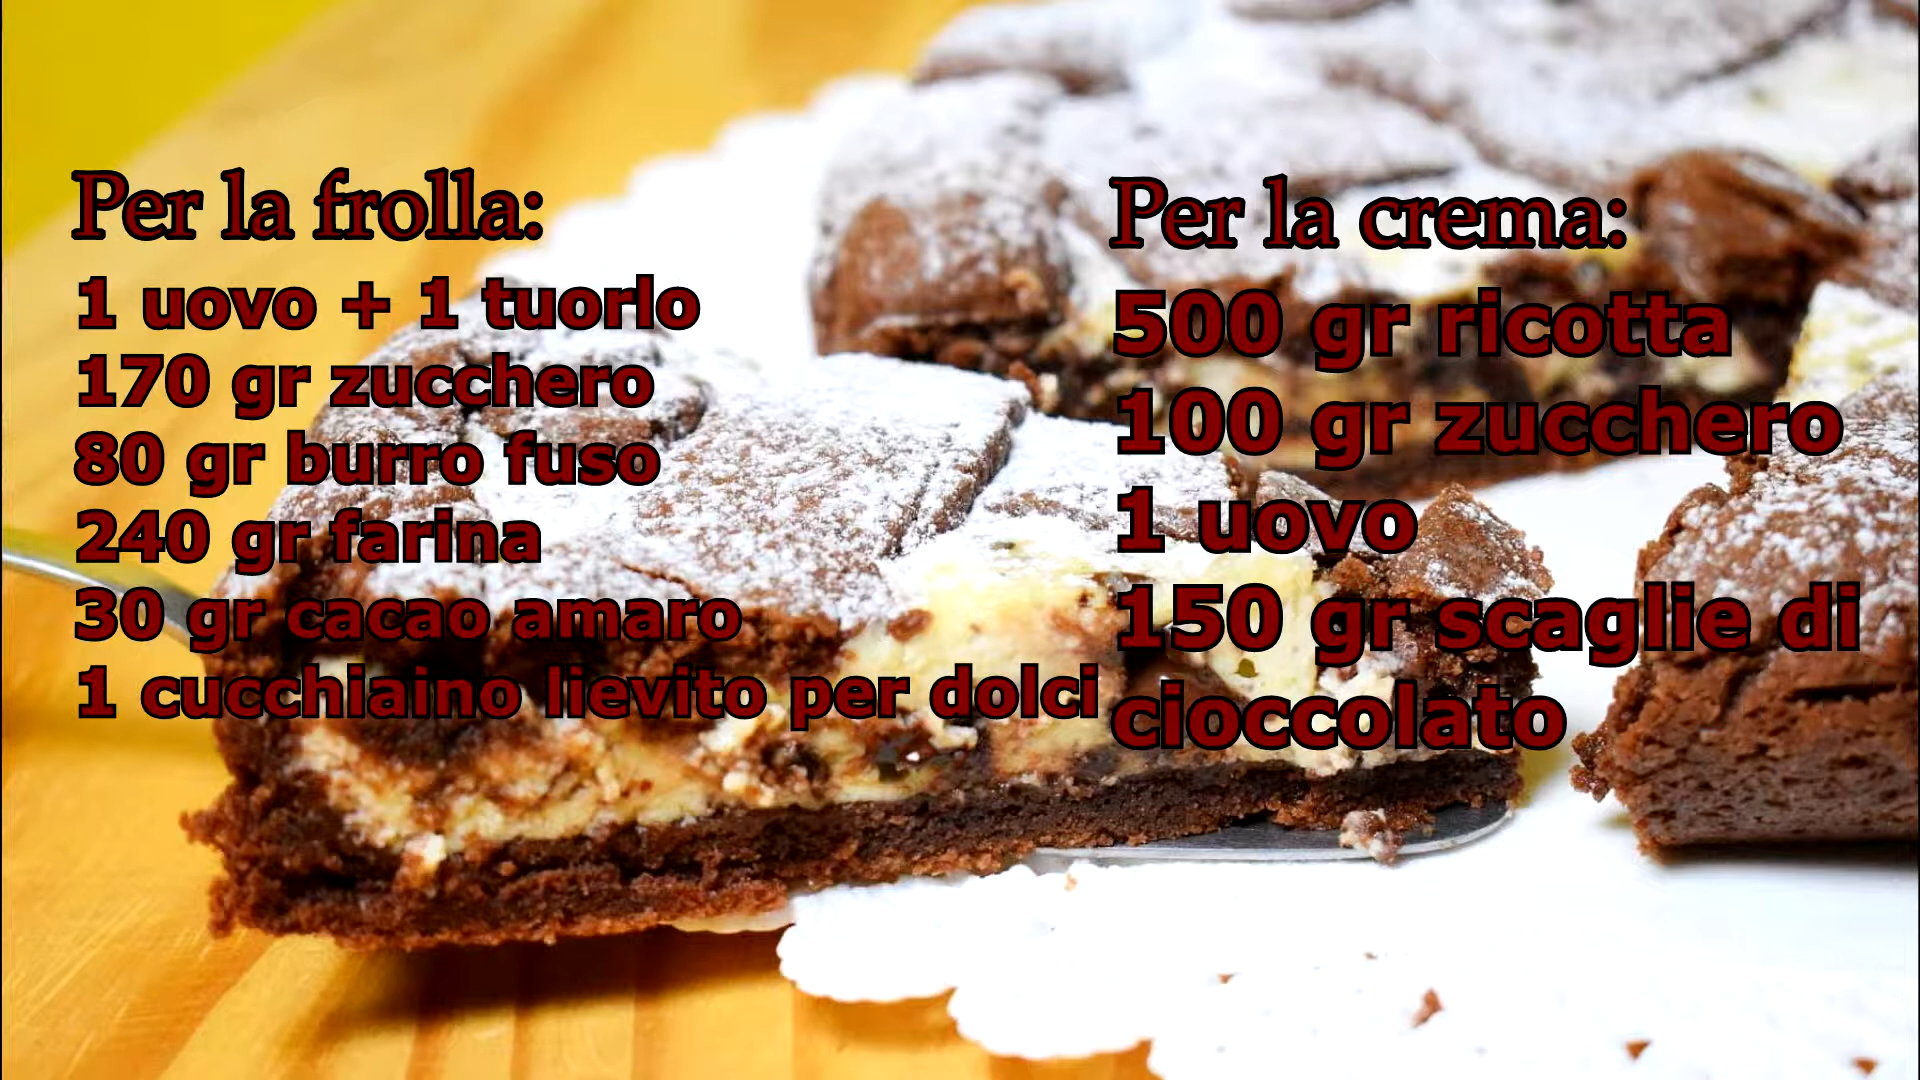 Per la frolla:
1 uovo + 1 tuorlo
170 gr zucchero
80 gr burro fuso
240 gr farina
30 gr cacao amaro
1 cucchiaino lievito per dolci
Per la crema:
500 gr ricotta
100 gr zucchero
1 uovo
150 gr scaglie di
cioccolato